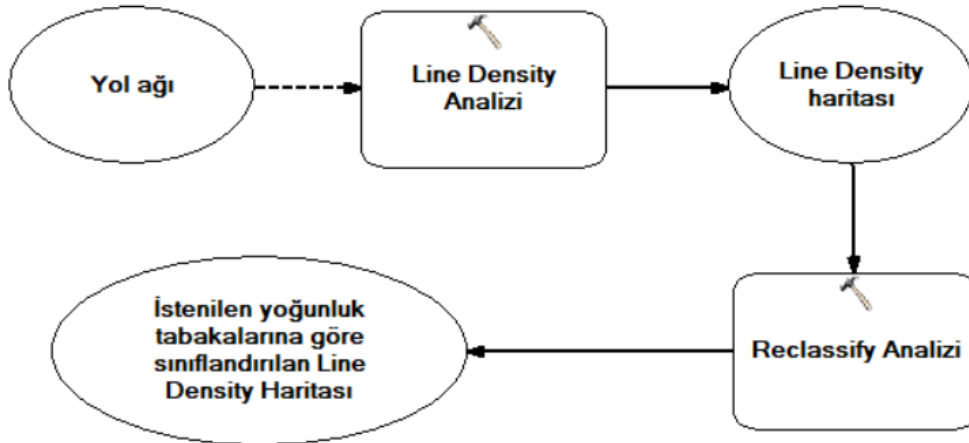 Yol ağı
Line Density
Analizi
Line Density
haritası
Reclassify Analizi
İstenilen yoğunluk
tabakalarına göre
sınıflandırılan Line
Density Haritası